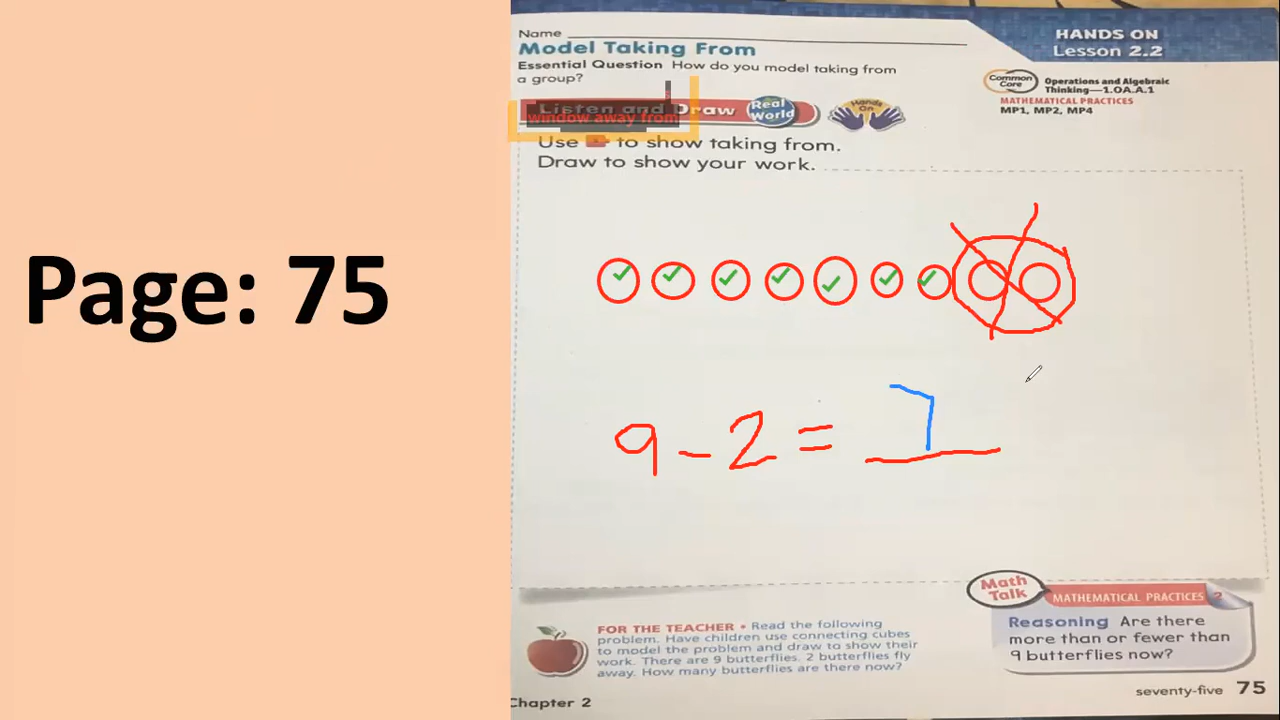 Page: 75
Name
Model Taking From
Essential Question How do you model taking from
a group?
HANDS ON
Lesson 2.2
Common
Core
Operations and Algebraic
Thinking—1.OA.A.1
MATHEMATICAL PRACTICES
MP1, MP2, MP4
Listen and Draw
window away from
Real
World
Hands
On
Use to show taking from.
Draw to show your work.
9 - 2 = 7
FOR THE TEACHER • Read the following
problem. Have children use connecting cubes
to model the problem and draw to show their
work. There are 9 butterflies. 2 butterflies fly
away. How many butterflies are there now?
Math
Talk
MATHEMATICAL PRACTICES 2
Reasoning Are there
more than or fewer than
9 butterflies now?
Chapter 2
seventy-five 75